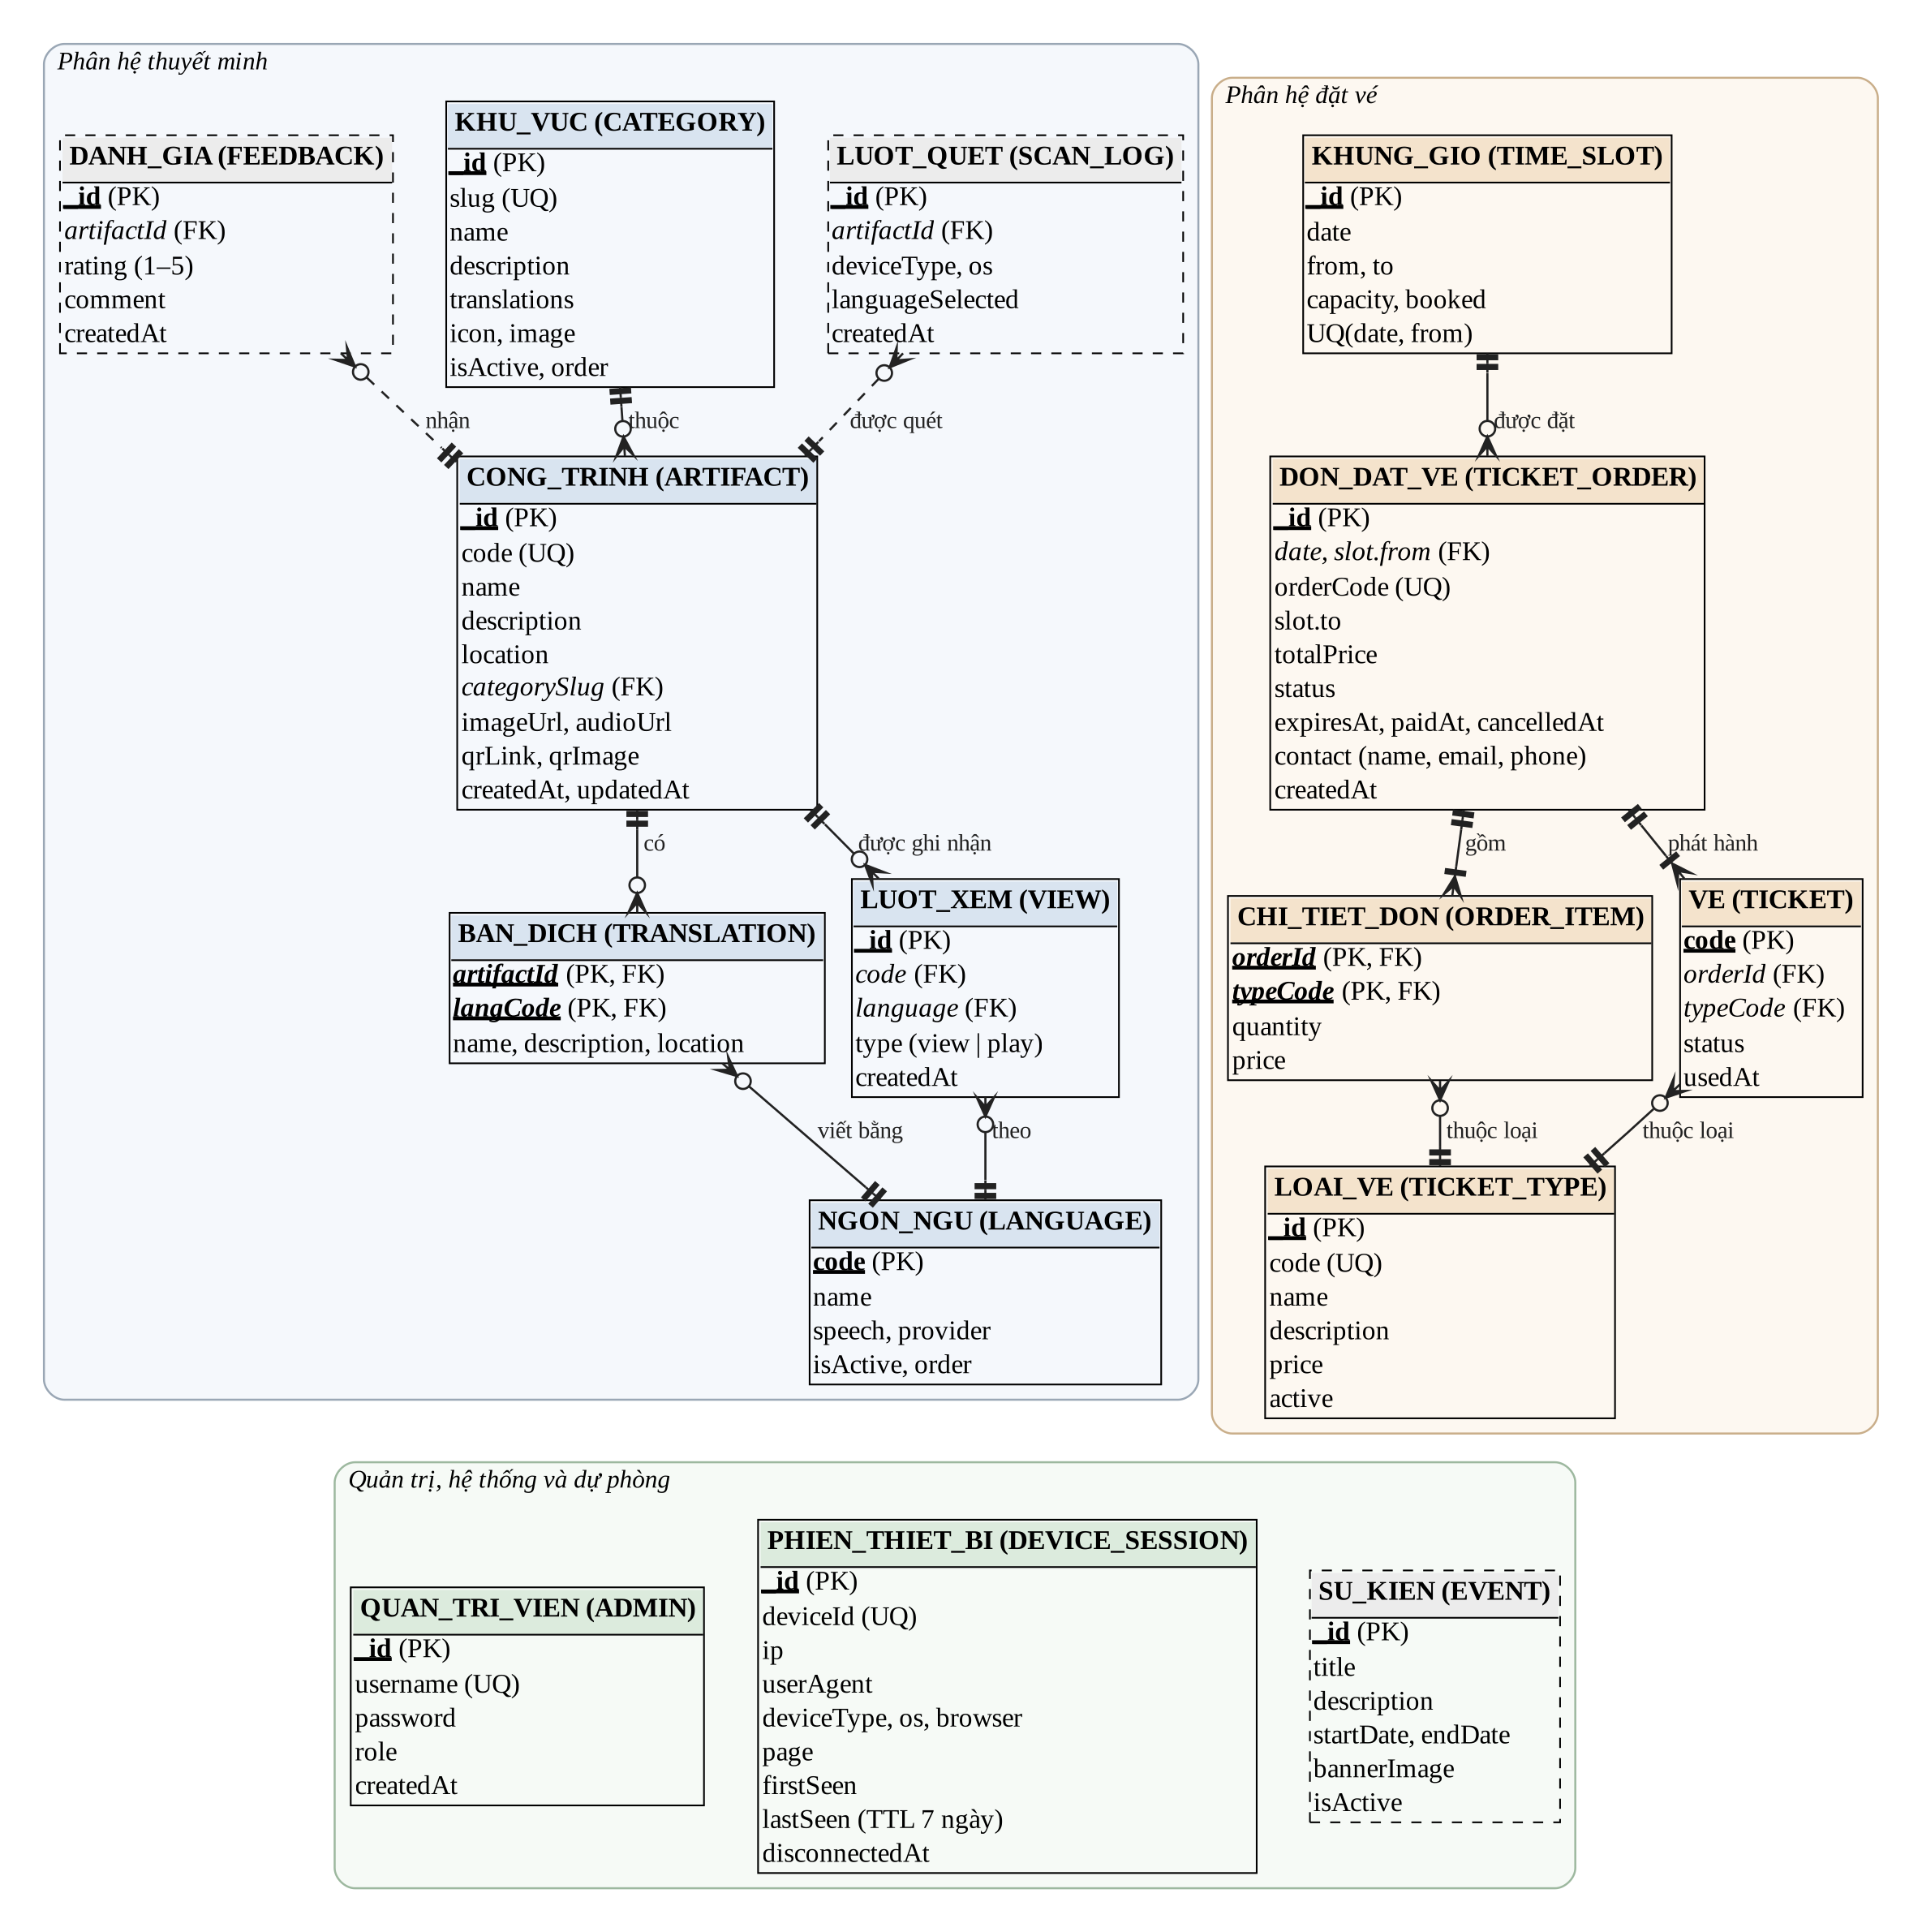 Phân hệ thuyết minh
DANH_GIA (FEEDBACK)
_id (PK)
artifactId (FK)
rating (1–5)
comment
createdAt
KHU_VUC (CATEGORY)
_id (PK)
slug (UQ)
name
description
translations
icon, image
isActive, order
LUOT_QUET (SCAN_LOG)
_id (PK)
artifactId (FK)
deviceType, os
languageSelected
createdAt
nhận
thuộc
được quét
CONG_TRINH (ARTIFACT)
_id (PK)
code (UQ)
name
description
location
categorySlug (FK)
imageUrl, audioUrl
qrLink, qrImage
createdAt, updatedAt
có
được ghi nhận
BAN_DICH (TRANSLATION)
artifactId (PK, FK)
langCode (PK, FK)
name, description, location
LUOT_XEM (VIEW)
_id (PK)
code (FK)
language (FK)
type (view | play)
createdAt
viết bằng
theo
NGON_NGU (LANGUAGE)
code (PK)
name
speech, provider
isActive, order
Phân hệ đặt vé
KHUNG_GIO (TIME_SLOT)
_id (PK)
date
from, to
capacity, booked
UQ(date, from)
được đặt
DON_DAT_VE (TICKET_ORDER)
_id (PK)
date, slot.from (FK)
orderCode (UQ)
slot.to
totalPrice
status
expiresAt, paidAt, cancelledAt
contact (name, email, phone)
createdAt
gồm
phát hành
CHI_TIET_DON (ORDER_ITEM)
orderId (PK, FK)
typeCode (PK, FK)
quantity
price
VE (TICKET)
code (PK)
orderId (FK)
typeCode (FK)
status
usedAt
thuộc loại
thuộc loại
LOAI_VE (TICKET_TYPE)
_id (PK)
code (UQ)
name
description
price
active
Quản trị, hệ thống và dự phòng
QUAN_TRI_VIEN (ADMIN)
_id (PK)
username (UQ)
password
role
createdAt
PHIEN_THIET_BI (DEVICE_SESSION)
_id (PK)
deviceId (UQ)
ip
userAgent
deviceType, os, browser
page
firstSeen
lastSeen (TTL 7 ngày)
disconnectedAt
SU_KIEN (EVENT)
_id (PK)
title
description
startDate, endDate
bannerImage
isActive